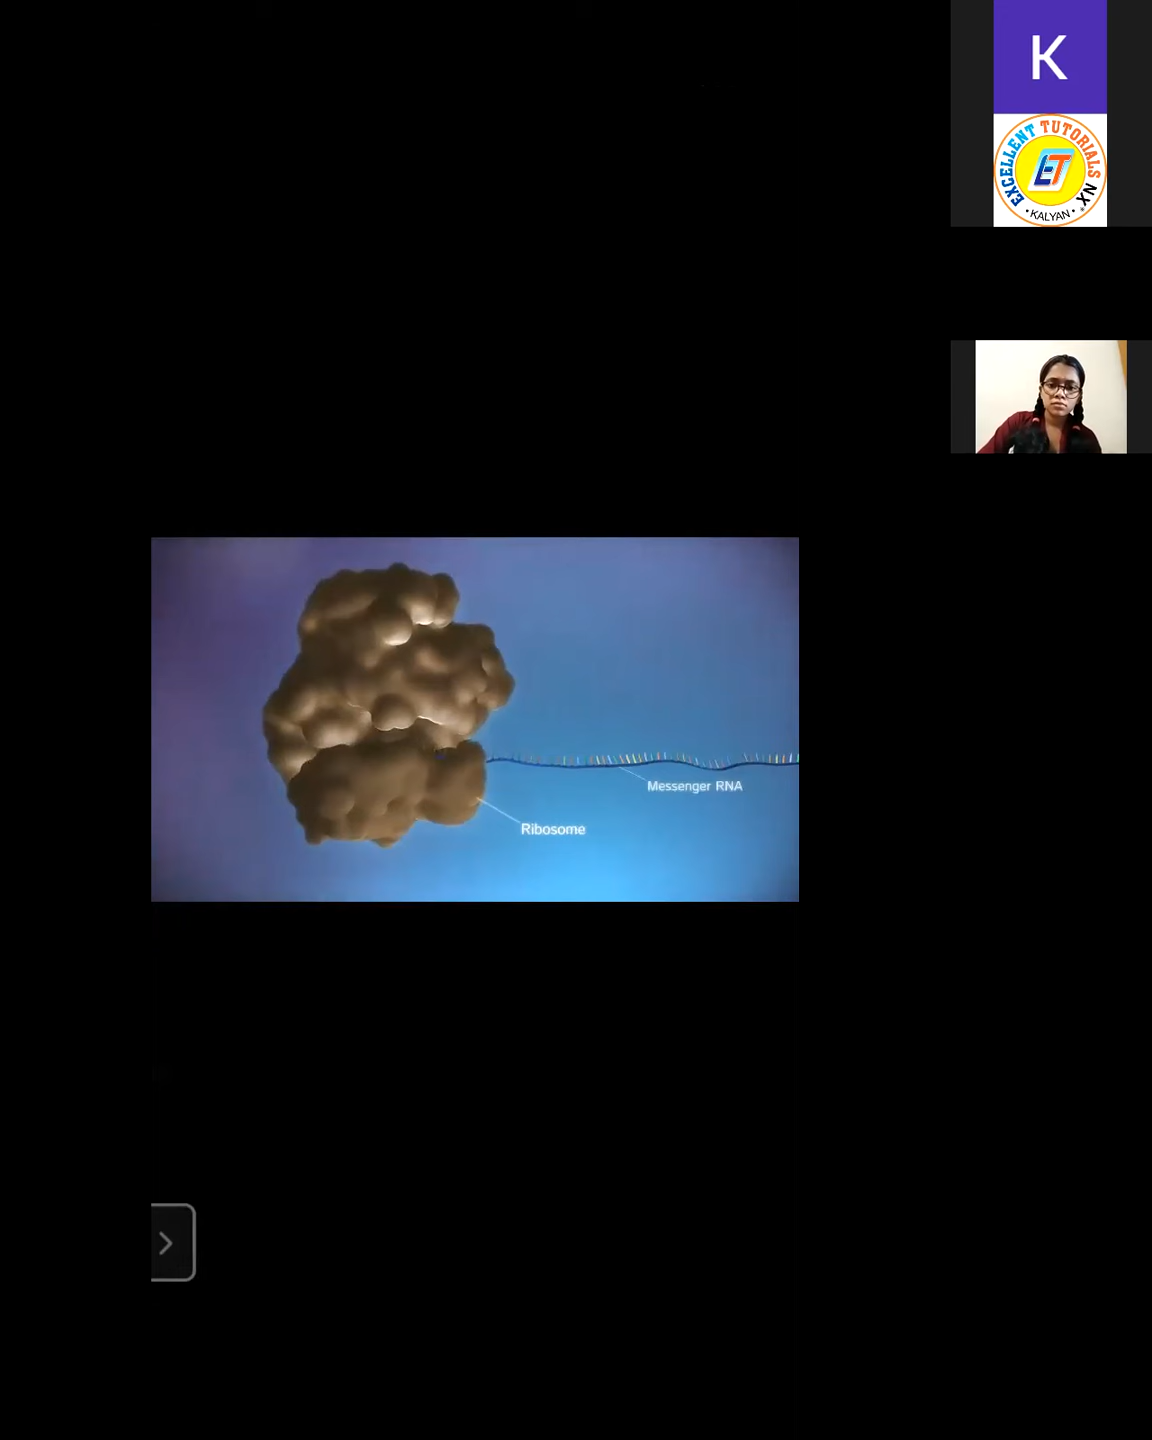 K
EXCELLENT TUTORIALS NX
ET
• KALYAN •
Messenger RNA
Ribosome